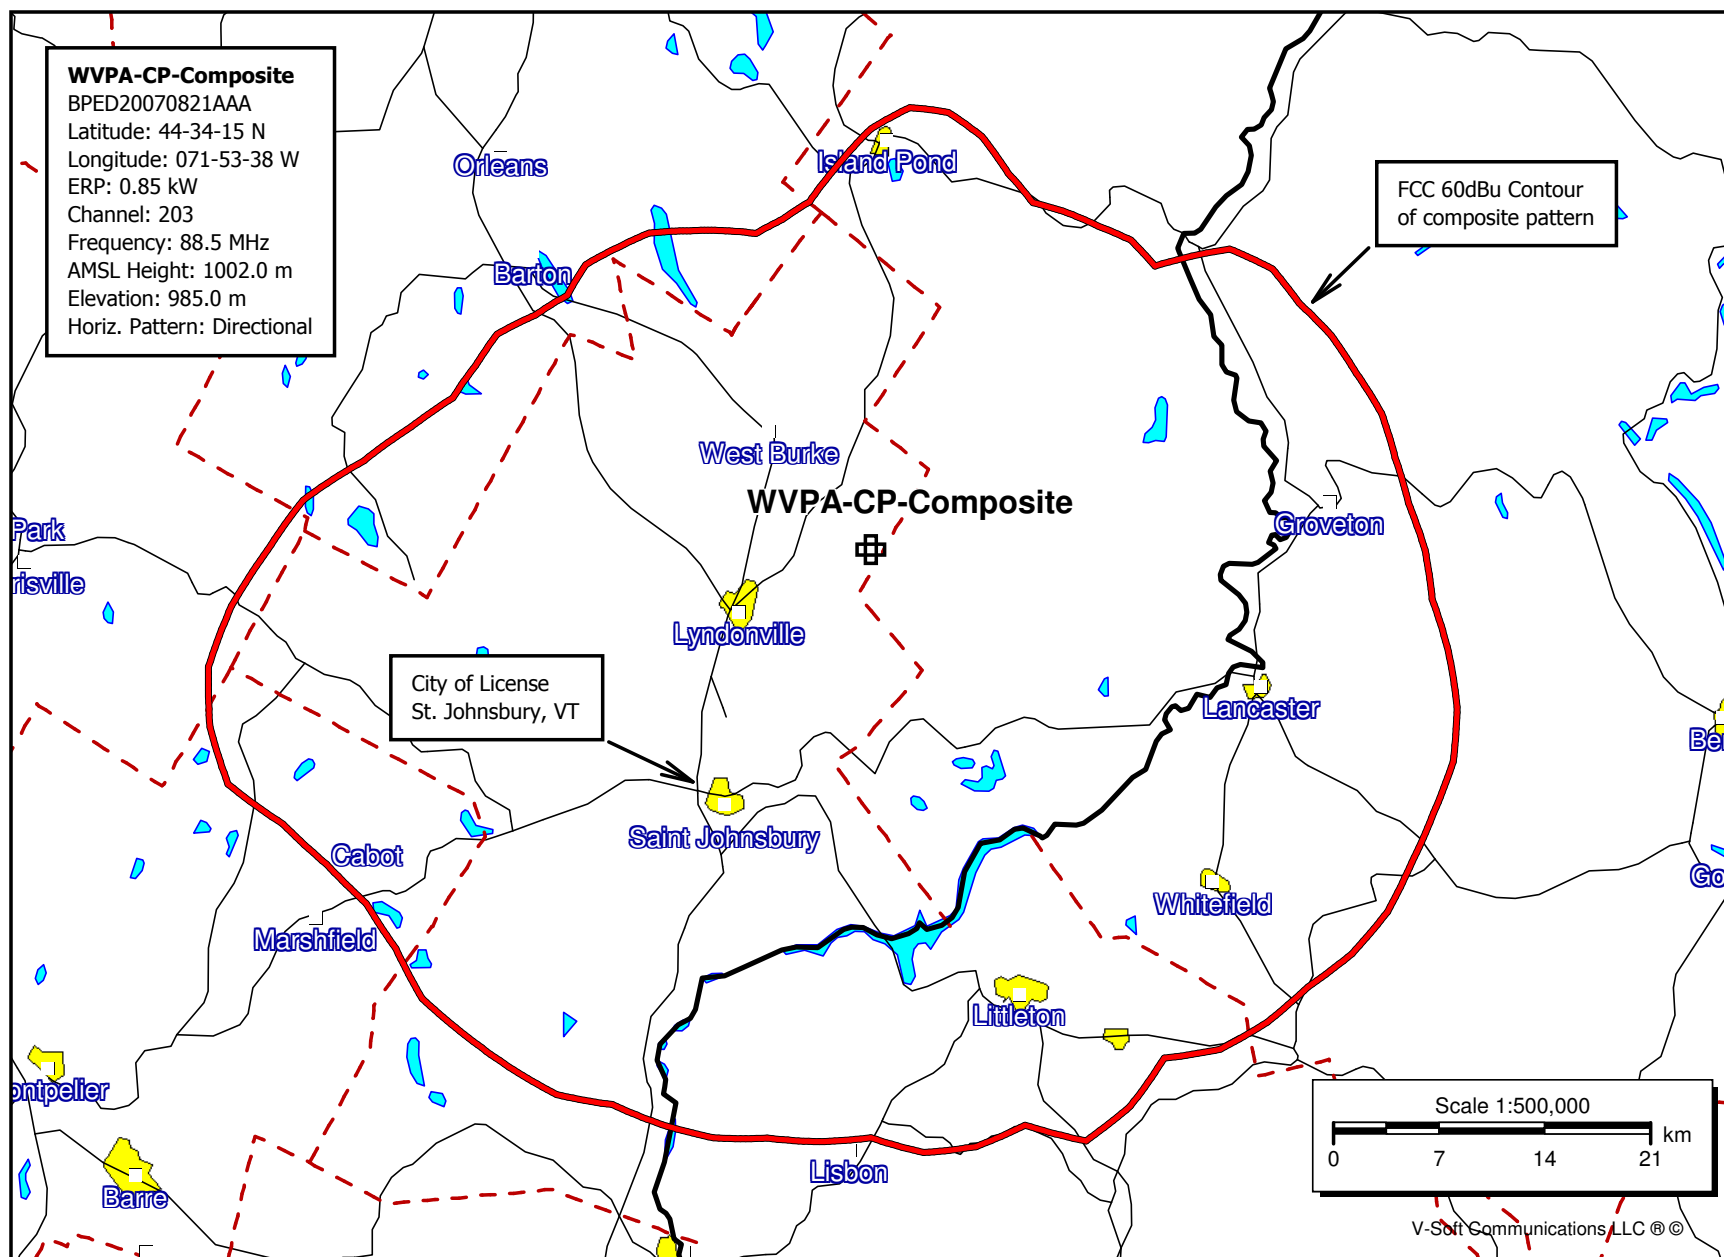 WVPA-CP-Composite
BPED20070821AAA
Latitude: 44-34-15 N
Longitude: 071-53-38 W
ERP: 0.85 kW
Channel: 203
Frequency: 88.5 MHz
AMSL Height: 1002.0 m
Elevation: 985.0 m
Horiz. Pattern: Directional
Orleans
Island Pond
FCC 60dBu Contour
of composite pattern
Barton
West Burke
WVPA-CP-Composite
Park
Groveton
risville
Lyndonville
City of License
St. Johnsbury, VT
Lancaster
Ber
Saint Johnsbury
Cabot
Go
Whitefield
Marshfield
Littleton
ontpelier
Scale 1:500,000
km
0 7 14 21
Lisbon
Barre
V-Soft Communications LLC ® ©